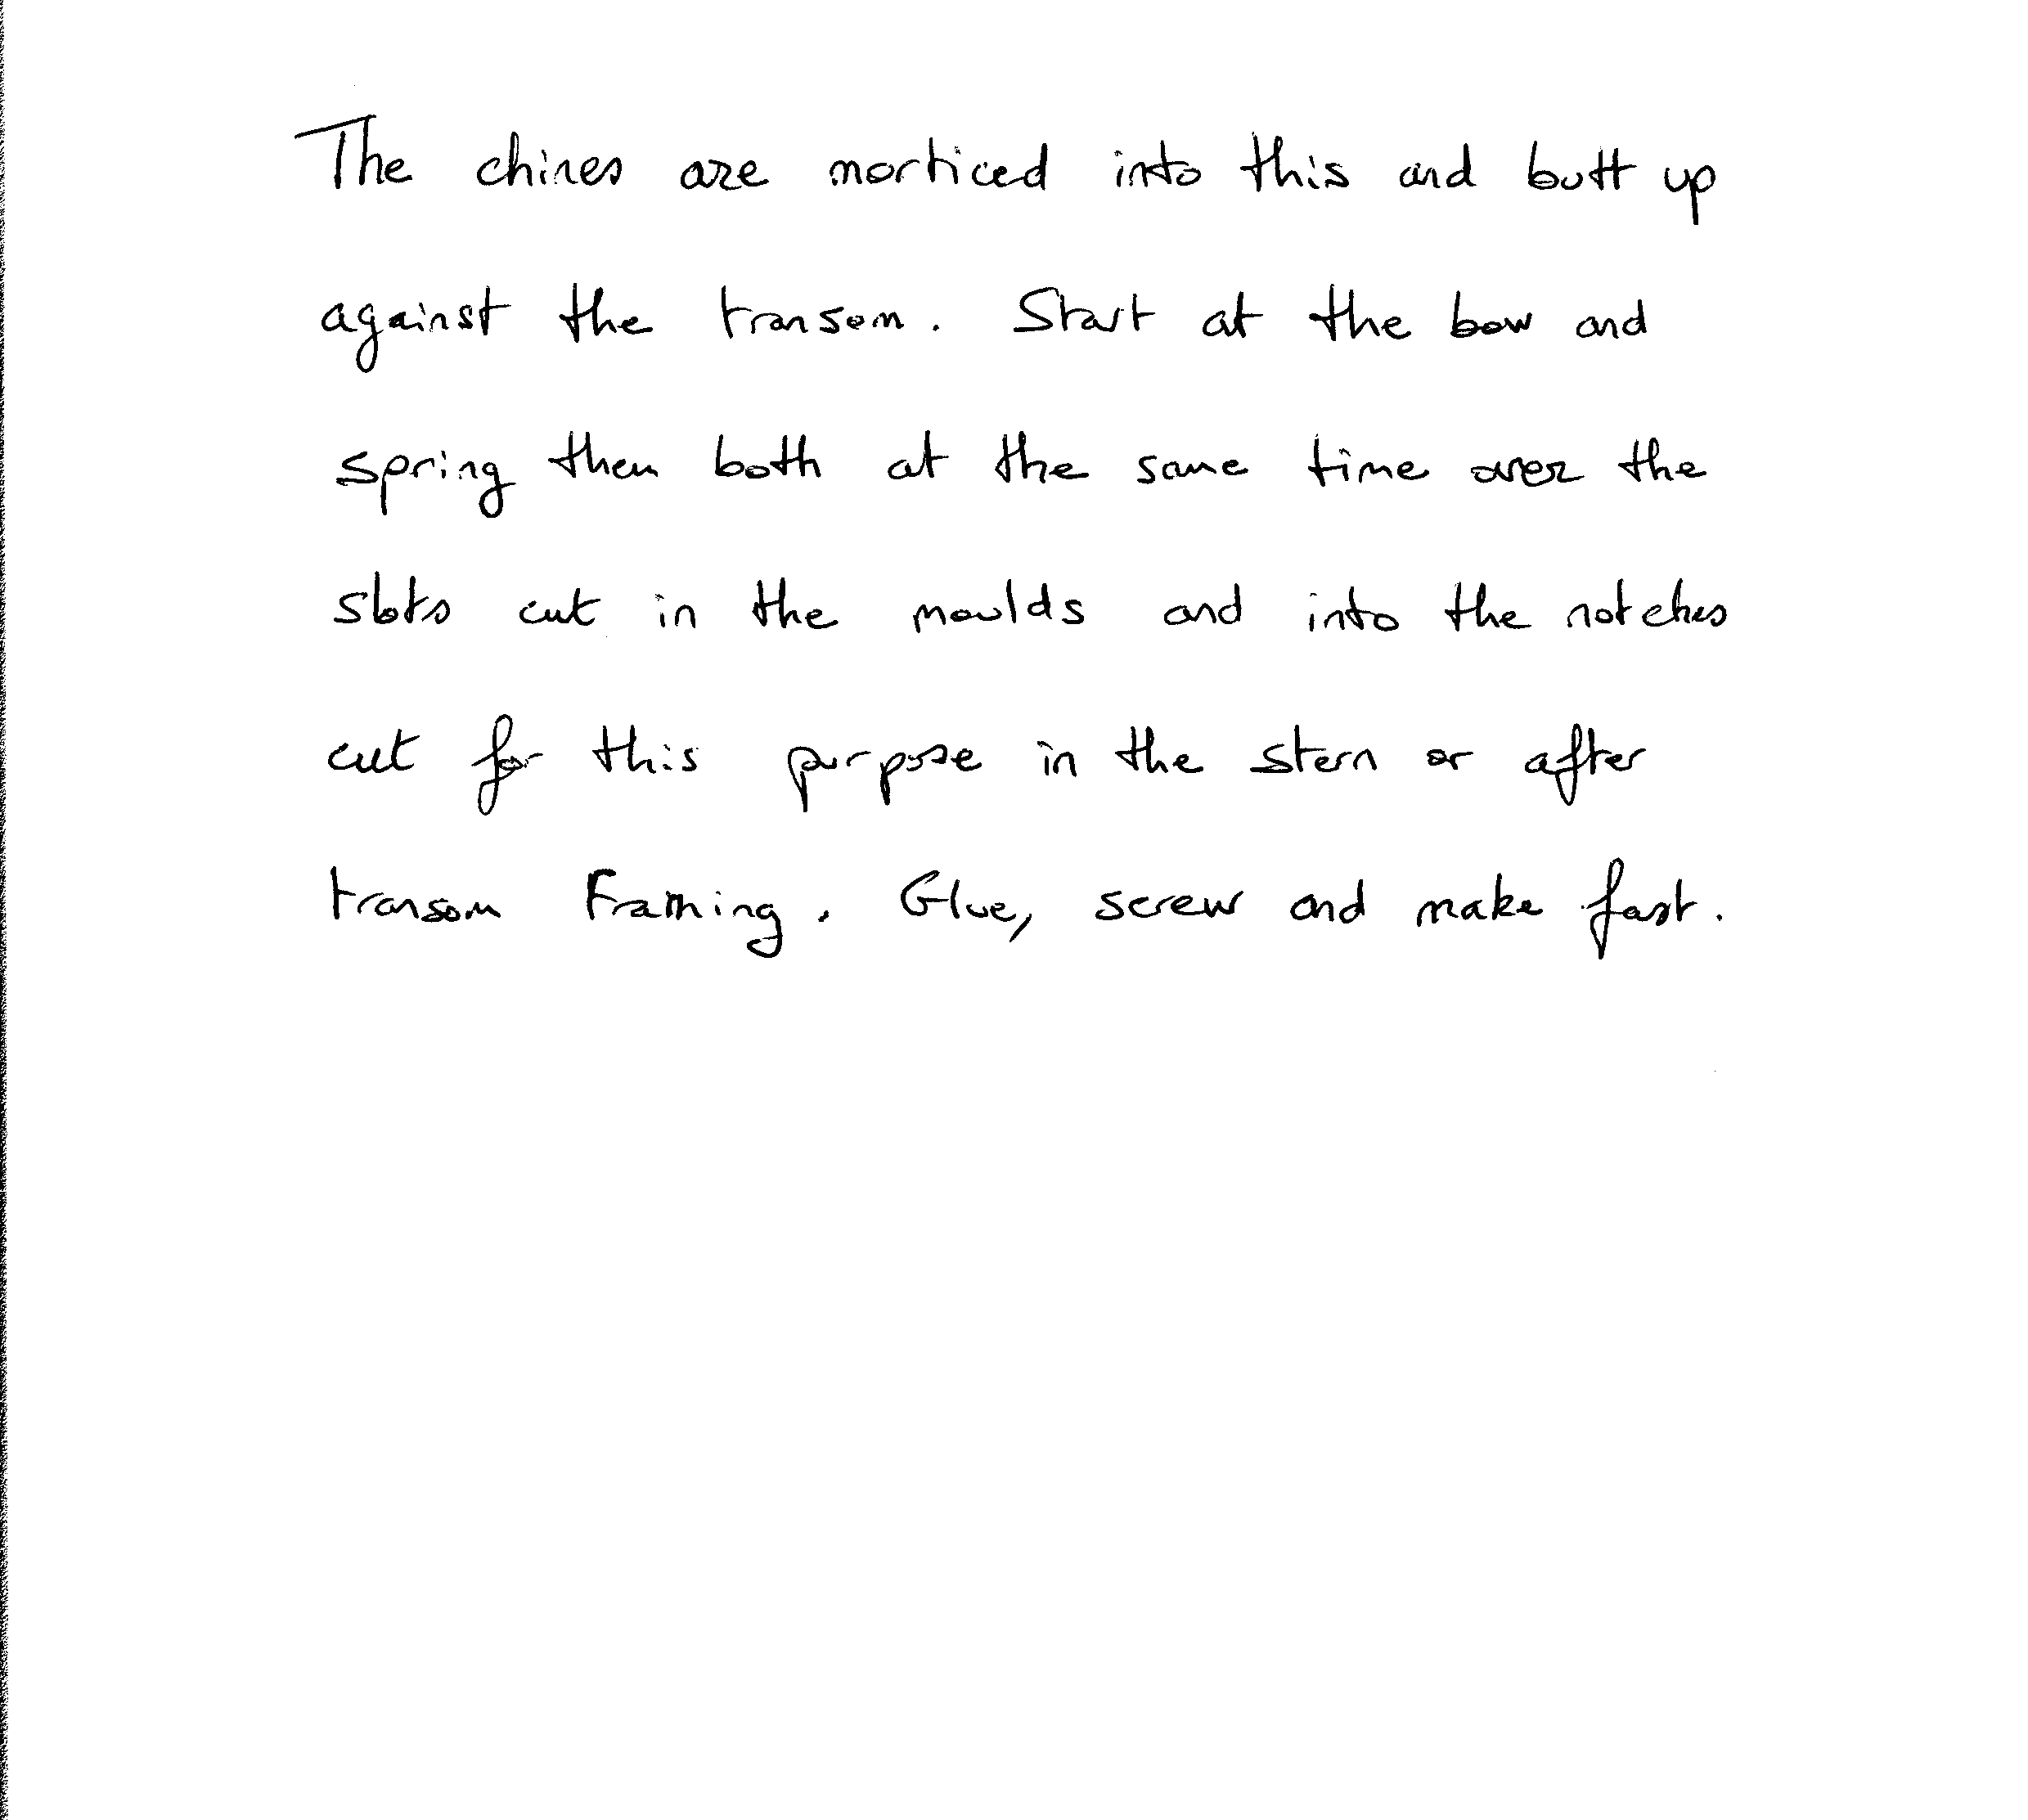 The chines are morticed into this and butt up
against the transom. Start at the bow and
spring them both at the same time over the
slots cut in the moulds and into the notches
cut for this purpose in the stern or after
transom framing. Glue, screw and make fast.